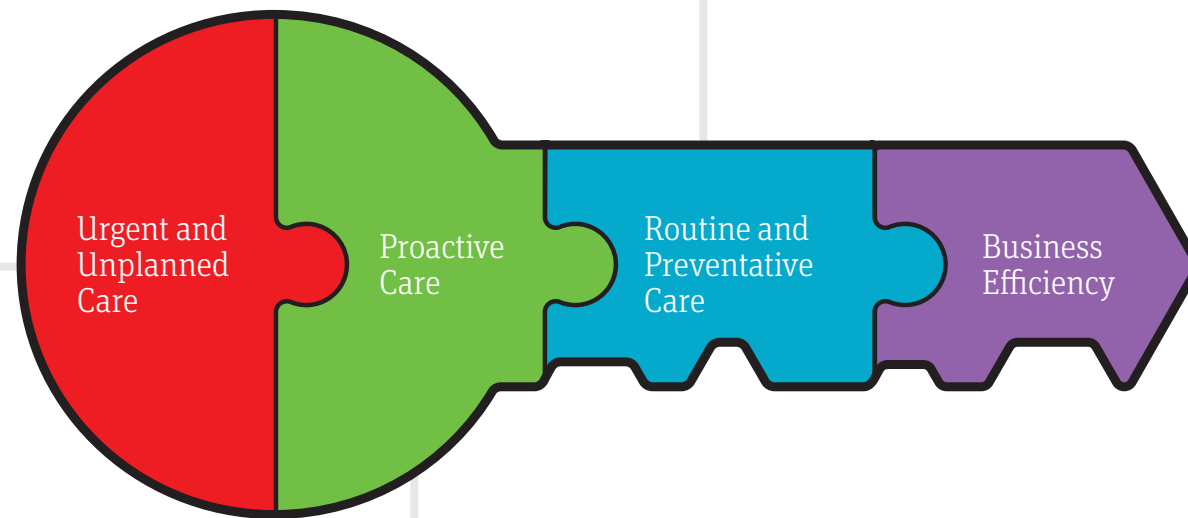 Urgent and
Unplanned
Care
Proactive
Care
Routine and
Preventative
Care
Business
Efficiency